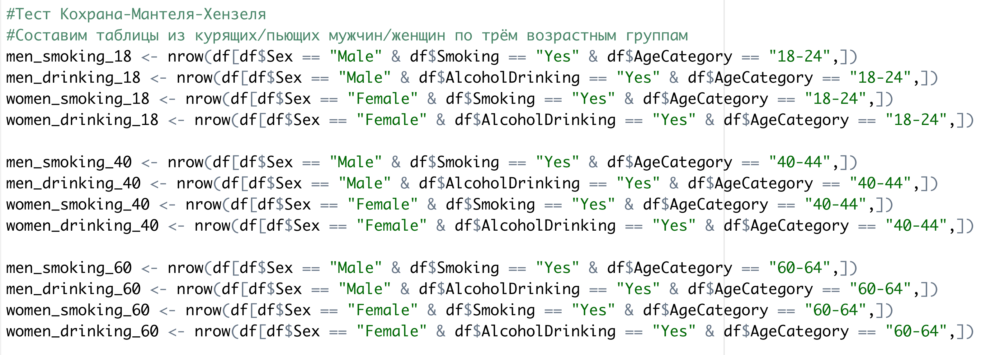 #Тест Кохрана-Мантеля-Хензеля
#Составим таблицы из курящих/пьющих мужчин/женщин по трём возрастным группам
men_smoking_18 <- nrow(df[df$Sex == "Male" & df$Smoking == "Yes" & df$AgeCategory == "18-24",])
men_drinking_18 <- nrow(df[df$Sex == "Male" & df$AlcoholDrinking == "Yes" & df$AgeCategory == "18-24",])
women_smoking_18 <- nrow(df[df$Sex == "Female" & df$Smoking == "Yes" & df$AgeCategory == "18-24",])
women_drinking_18 <- nrow(df[df$Sex == "Female" & df$AlcoholDrinking == "Yes" & df$AgeCategory == "18-24",])

men_smoking_40 <- nrow(df[df$Sex == "Male" & df$Smoking == "Yes" & df$AgeCategory == "40-44",])
men_drinking_40 <- nrow(df[df$Sex == "Male" & df$AlcoholDrinking == "Yes" & df$AgeCategory == "40-44",])
women_smoking_40 <- nrow(df[df$Sex == "Female" & df$Smoking == "Yes" & df$AgeCategory == "40-44",])
women_drinking_40 <- nrow(df[df$Sex == "Female" & df$AlcoholDrinking == "Yes" & df$AgeCategory == "40-44",])

men_smoking_60 <- nrow(df[df$Sex == "Male" & df$Smoking == "Yes" & df$AgeCategory == "60-64",])
men_drinking_60 <- nrow(df[df$Sex == "Male" & df$AlcoholDrinking == "Yes" & df$AgeCategory == "60-64",])
women_smoking_60 <- nrow(df[df$Sex == "Female" & df$Smoking == "Yes" & df$AgeCategory == "60-64",])
women_drinking_60 <- nrow(df[df$Sex == "Female" & df$AlcoholDrinking == "Yes" & df$AgeCategory == "60-64",])